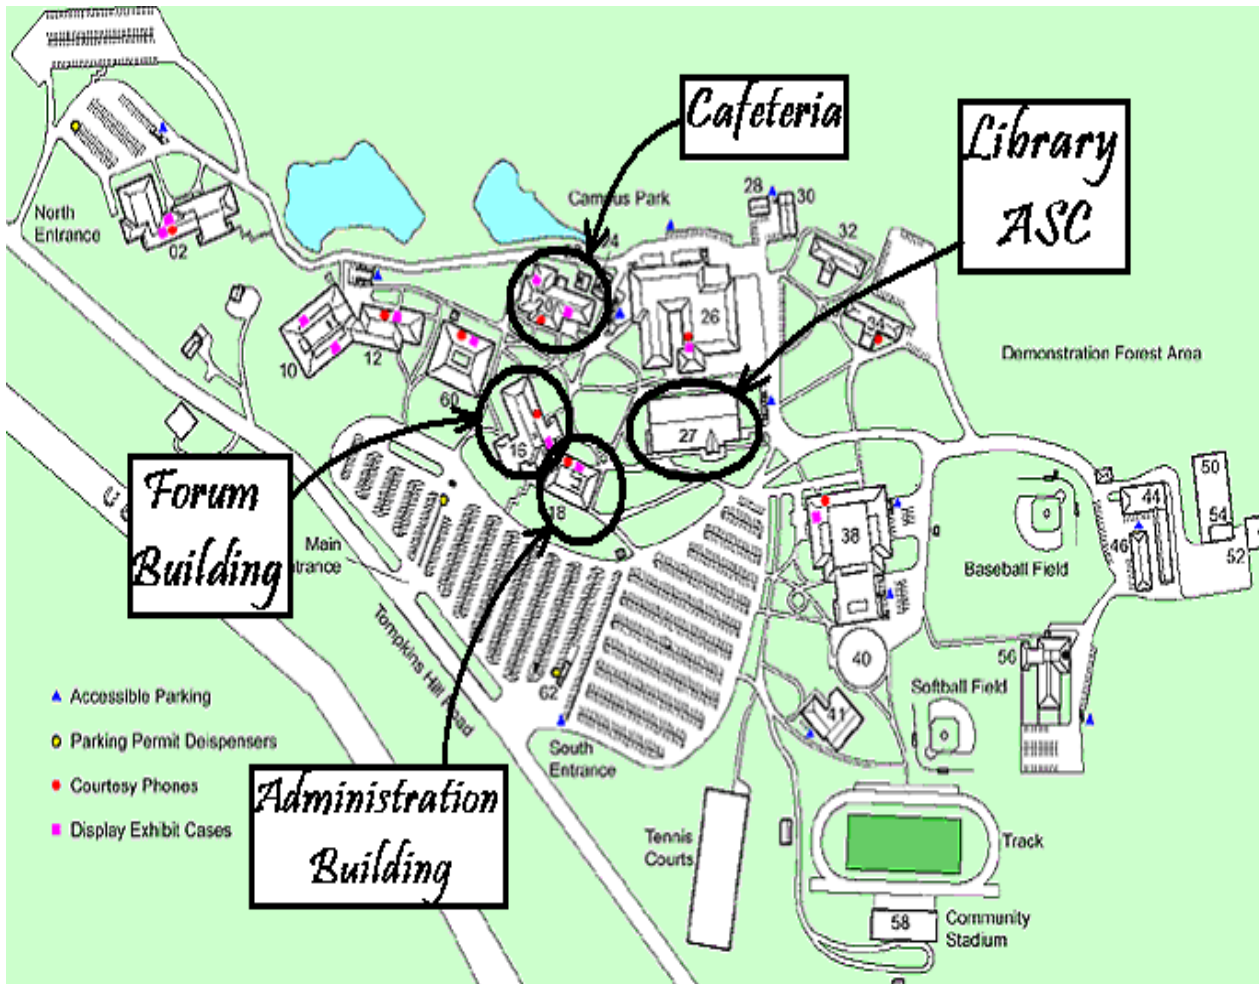 Cafeteria
Library
ASC
28
30
Campus Park
24
32
North
Entrance
02
26
34
10
12
Demonstration Forest Area
60
27
16
Forum
Building
18
50
44
54
46
52
38
Main
ntrance
Baseball Field
Tompkins Hill Road
40
56
62
Softball Field
41
Accessible Parking
Parking Permit Deispensers
Courtesy Phones
Display Exhibit Cases
South
Entrance
Administration
Building
Tennis
Courts
Track
58
Community
Stadium